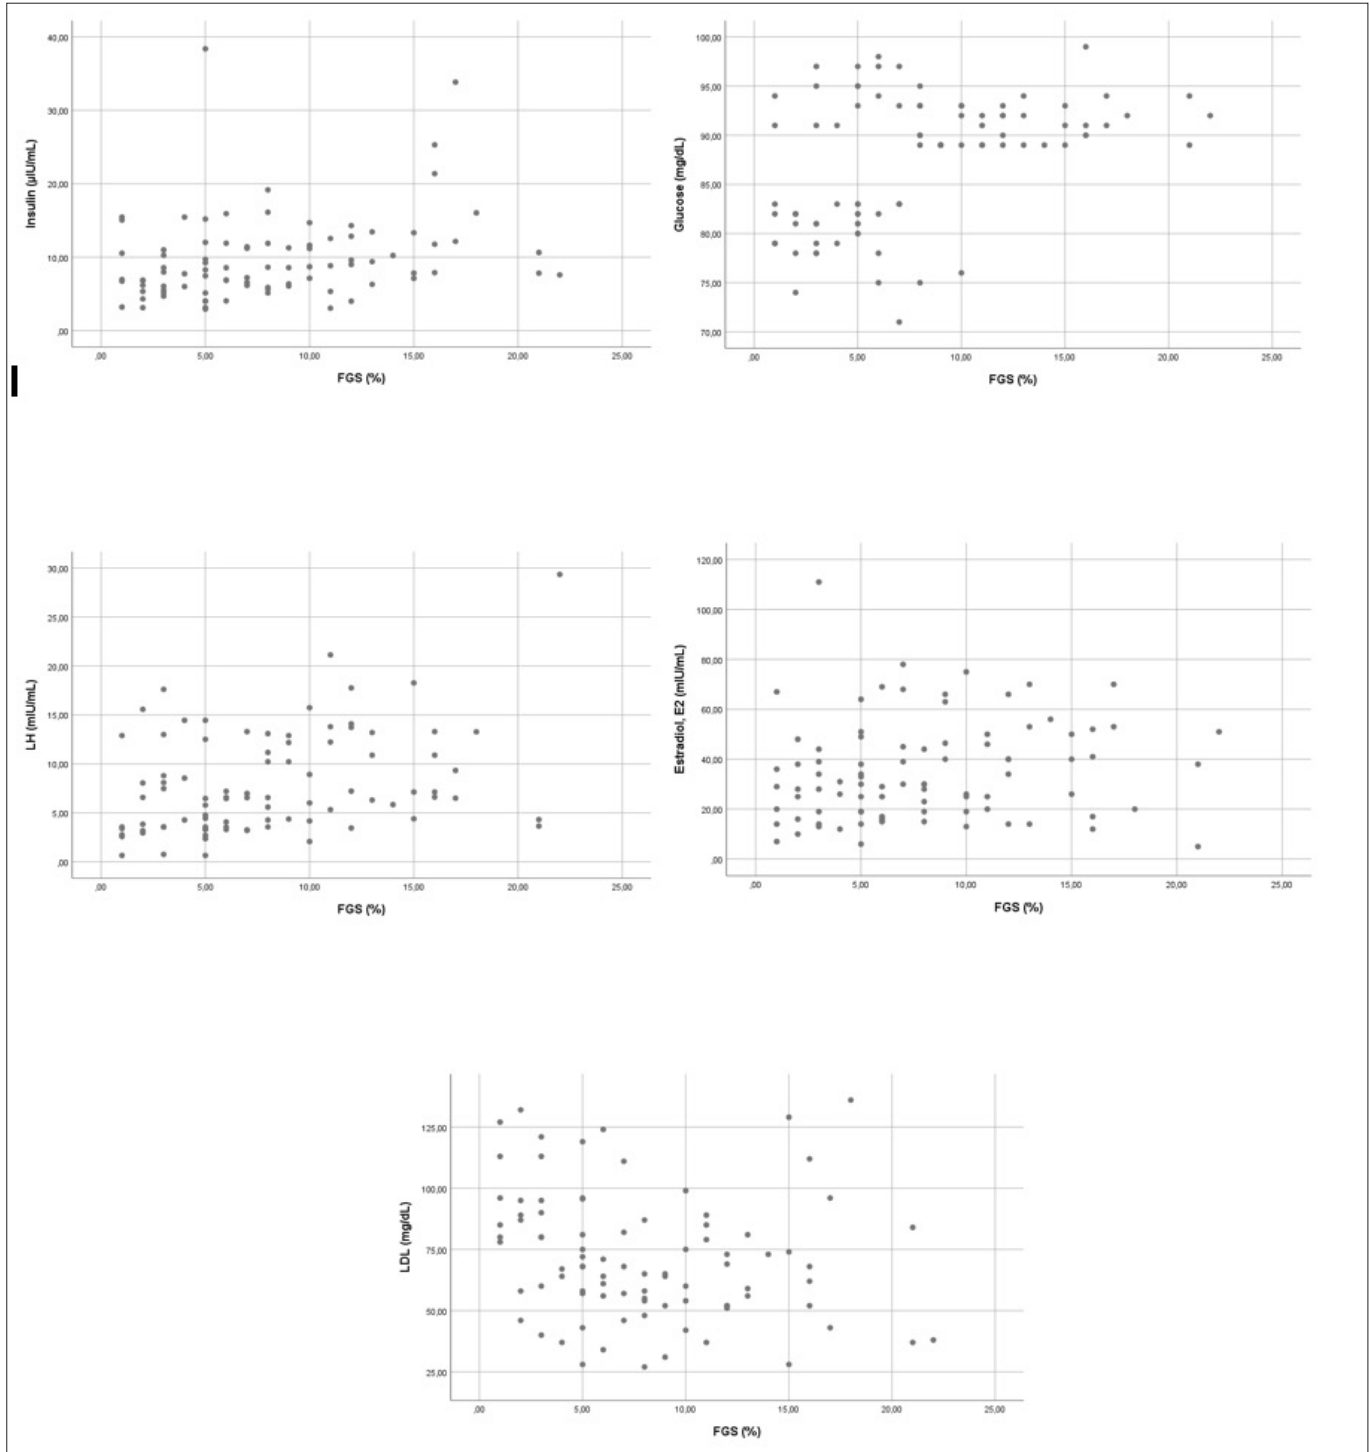 Insulin (µIU/mL)
40,00
30,00
20,00
10,00
,00
,00 5,00 10,00 15,00 20,00 25,00
FGS (%)
Glucose (mg/dL)
100,00
95,00
90,00
85,00
80,00
75,00
70,00
,00 5,00 10,00 15,00 20,00 25,00
FGS (%)
LH (mIU/mL)
30,00
25,00
20,00
15,00
10,00
5,00
,00
,00 5,00 10,00 15,00 20,00 25,00
FGS (%)
Estradiol, E2 (mIU/mL)
120,00
100,00
80,00
60,00
40,00
20,00
,00
,00 5,00 10,00 15,00 20,00 25,00
FGS (%)
LDL (mg/dL)
125,00
100,00
75,00
50,00
25,00
,00 5,00 10,00 15,00 20,00 25,00
FGS (%)